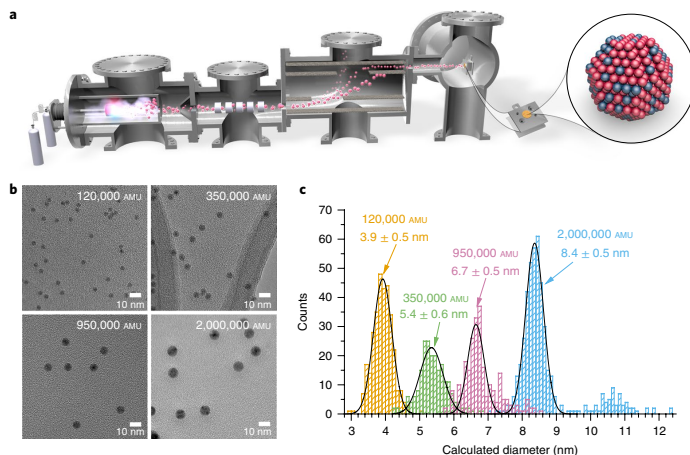 a
b
120,000 AMU
10 nm
350,000 AMU
10 nm
950,000 AMU
10 nm
2,000,000 AMU
10 nm
c
70
60
50
40
30
20
10
0
Counts
120,000 AMU
3.9 ± 0.5 nm
350,000 AMU
5.4 ± 0.6 nm
950,000 AMU
6.7 ± 0.5 nm
2,000,000 AMU
8.4 ± 0.5 nm
3 4 5 6 7 8 9 10 11 12
Calculated diameter (nm)